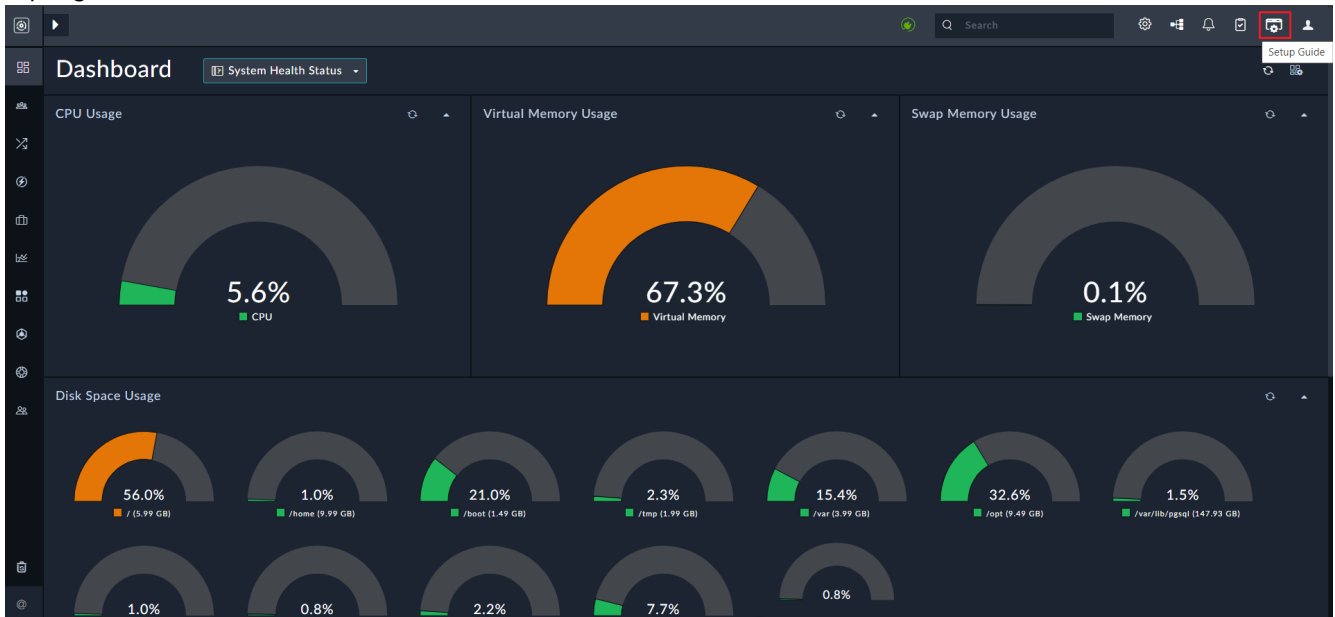 Search
Setup Guide
Dashboard
System Health Status
CPU Usage
Virtual Memory Usage
Swap Memory Usage
5.6%
CPU
67.3%
Virtual Memory
0.1%
Swap Memory
Disk Space Usage
56.0%
/ (5.99 GB)
1.0%
/home (9.99 GB)
21.0%
/boot (1.49 GB)
2.3%
/tmp (1.99 GB)
15.4%
/var (3.99 GB)
32.6%
/opt (9.49 GB)
1.5%
/var/lib/pgsql (147.93 GB)
1.0%
0.8%
2.2%
7.7%
0.8%
@